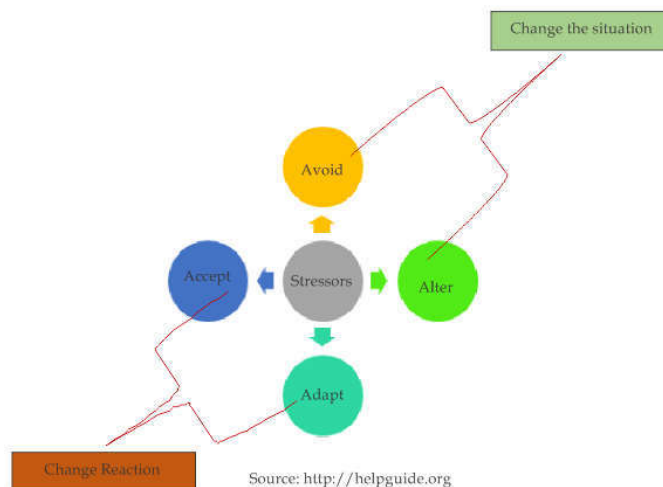 Change the situation
Avoid
Accept
Stressors
Alter
Adapt
Change Reaction
Source: http://helpguide.org